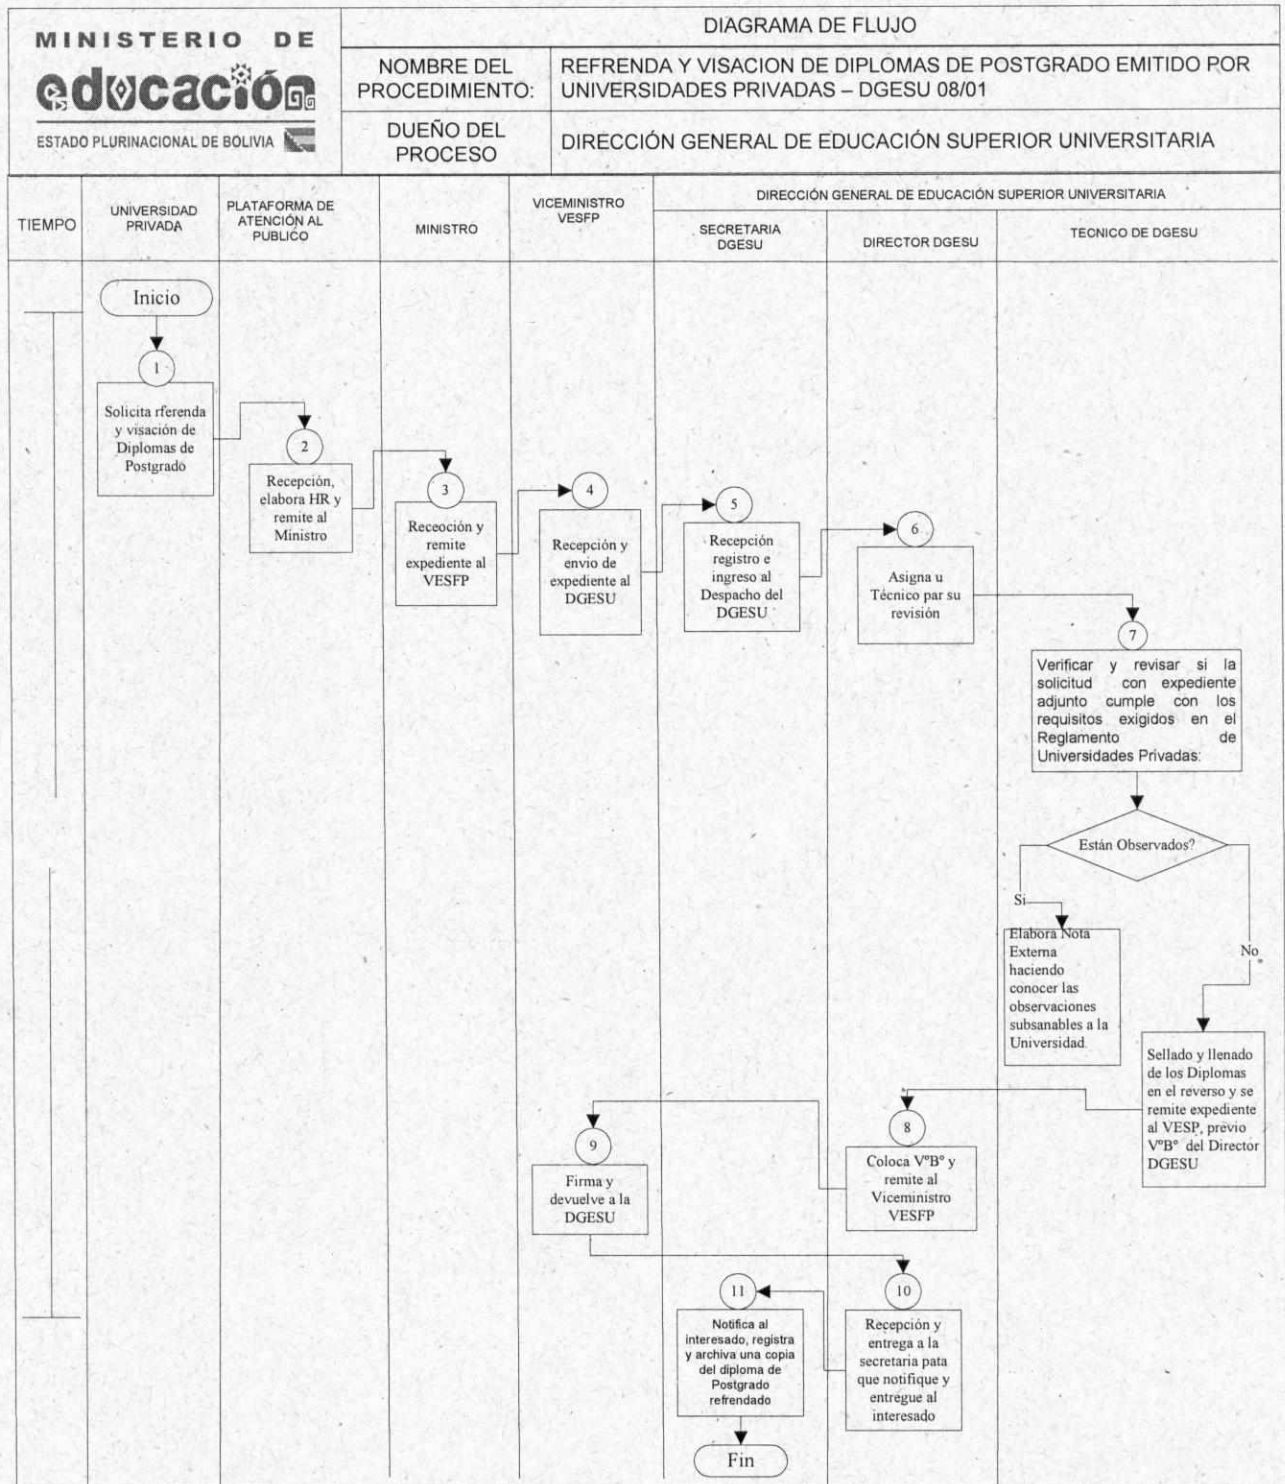 MINISTERIO DE
educación
ESTADO PLURINACIONAL DE BOLIVIA
DIAGRAMA DE FLUJO
NOMBRE DEL
PROCEDIMIENTO:
REFRENDA Y VISACION DE DIPLOMAS DE POSTGRADO EMITIDO POR
UNIVERSIDADES PRIVADAS – DGESU 08/01
DUEÑO DEL
PROCESO
DIRECCIÓN GENERAL DE EDUCACIÓN SUPERIOR UNIVERSITARIA
TIEMPO
UNIVERSIDAD
PRIVADA
PLATAFORMA DE
ATENCIÓN AL
PUBLICO
MINISTRO
VICEMINISTRO
VESFP
DIRECCIÓN GENERAL DE EDUCACIÓN SUPERIOR UNIVERSITARIA
SECRETARIA
DGESU
DIRECTOR DGESU
TECNICO DE DGESU
Inicio
1
Solicita rferenda
y visación de
Diplomas de
Postgrado
2
Recepción,
elabora HR y
remite al
Ministro
3
Receoción y
remite
expediente al
VESFP
4
Recepción y
envio de
expediente al
DGESU
5
Recepción
registro e
ingreso al
Despacho del
DGESU
6
Asigna u
Técnico par su
revisión
7
Verificar y revisar si la
solicitud con expediente
adjunto cumple con los
requisitos exigidos en el
Reglamento de
Universidades Privadas:
Están Observados?
Si
Elabora Nota
Externa
haciendo
conocer las
observaciones
subsanables a la
Universidad.
No
Sellado y llenado
de los Diplomas
en el reverso y se
remite expediente
al VESP, previo
VºBº del Director
DGESU
8
Coloca VºBº y
remite al
Viceministro
VESFP
9
Firma y
devuelve a la
DGESU
10
Recepción y
entrega a la
secretaria pata
que notifique y
entregue al
interesado
11
Notifica al
interesado, registra
y archiva una copia
del diploma de
Postgrado
refrendado
Fin